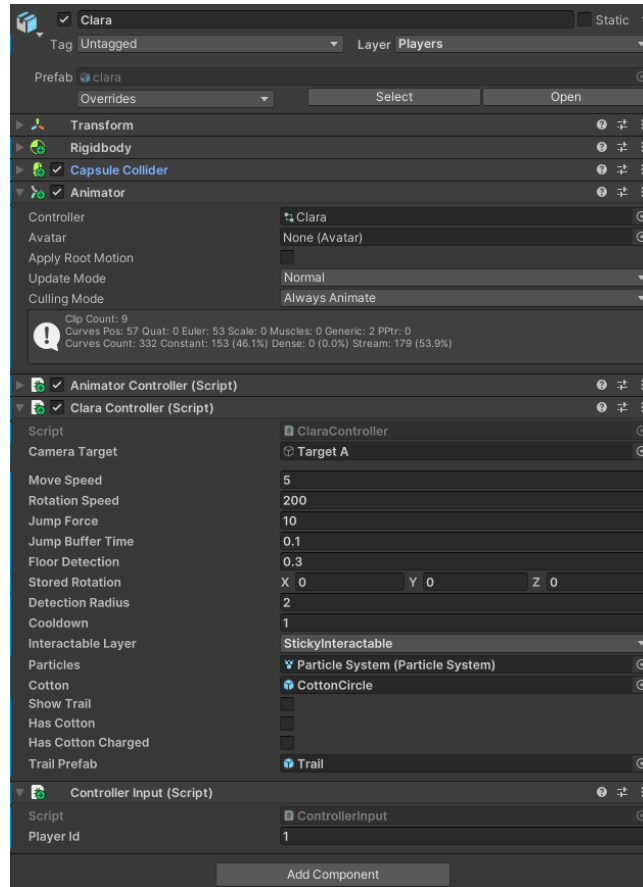 Clara Static
Tag Untagged Layer Players
Prefab clara
Overrides Select Open
Transform
Rigidbody
Capsule Collider
Animator
Controller Clara
Avatar None (Avatar)
Apply Root Motion
Update Mode Normal
Culling Mode Always Animate
Clip Count: 9
Curves Pos: 57 Quat: 0 Euler: 53 Scale: 0 Muscles: 0 Generic: 2 PPtr: 0
Curves Count: 332 Constant: 153 (46.1%) Dense: 0 (0.0%) Stream: 179 (53.9%)
Animator Controller (Script)
Clara Controller (Script)
Script ClaraController
Camera Target Target A
Move Speed 5
Rotation Speed 200
Jump Force 10
Jump Buffer Time 0.1
Floor Detection 0.3
Stored Rotation X 0 Y 0 Z 0
Detection Radius 2
Cooldown 1
Interactable Layer StickyInteractable
Particles Particle System (Particle System)
Cotton CottonCircle
Show Trail
Has Cotton
Has Cotton Charged
Trail Prefab Trail
Controller Input (Script)
Script ControllerInput
Player Id 1
Add Component